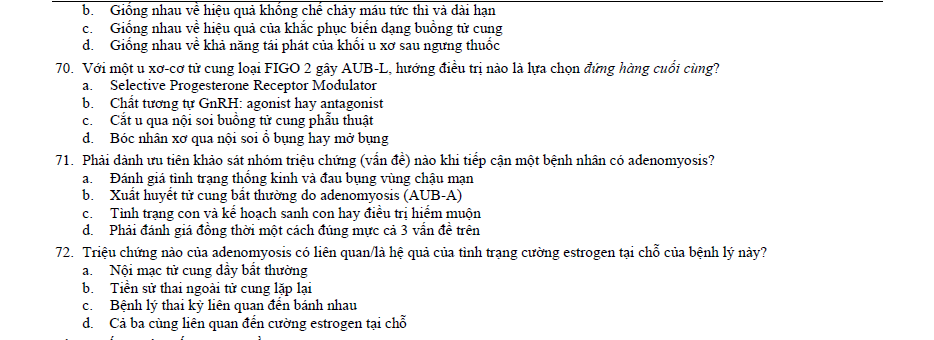 b. Giống nhau về hiệu quả khống chế chảy máu tức thì và dài hạn
c. Giống nhau về hiệu quả của khắc phục biến dạng buồng tử cung
d. Giống nhau về khả năng tái phát của khối u xơ sau ngưng thuốc
70. Với một u xơ-cơ tử cung loại FIGO 2 gây AUB-L, hướng điều trị nào là lựa chọn đứng hàng cuối cùng?
a. Selective Progesterone Receptor Modulator
b. Chất tương tự GnRH: agonist hay antagonist
c. Cắt u qua nội soi buồng tử cung phẫu thuật
d. Bóc nhân xơ qua nội soi ổ bụng hay mở bụng
71. Phải dành ưu tiên khảo sát nhóm triệu chứng (vấn đề) nào khi tiếp cận một bệnh nhân có adenomyosis?
a. Đánh giá tình trạng thống kinh và đau bụng vùng chậu mạn
b. Xuất huyết tử cung bất thường do adenomyosis (AUB-A)
c. Tình trạng con và kế hoạch sanh con hay điều trị hiếm muộn
d. Phải đánh giá đồng thời một cách đúng mực cả 3 vấn đề trên
72. Triệu chứng nào của adenomyosis có liên quan/là hệ quả của tình trạng cường estrogen tại chỗ của bệnh lý này?
a. Nội mạc tử cung dầy bất thường
b. Tiền sử thai ngoài tử cung lặp lại
c. Bệnh lý thai kỳ liên quan đến bánh nhau
d. Cả ba cùng liên quan đến cường estrogen tại chỗ